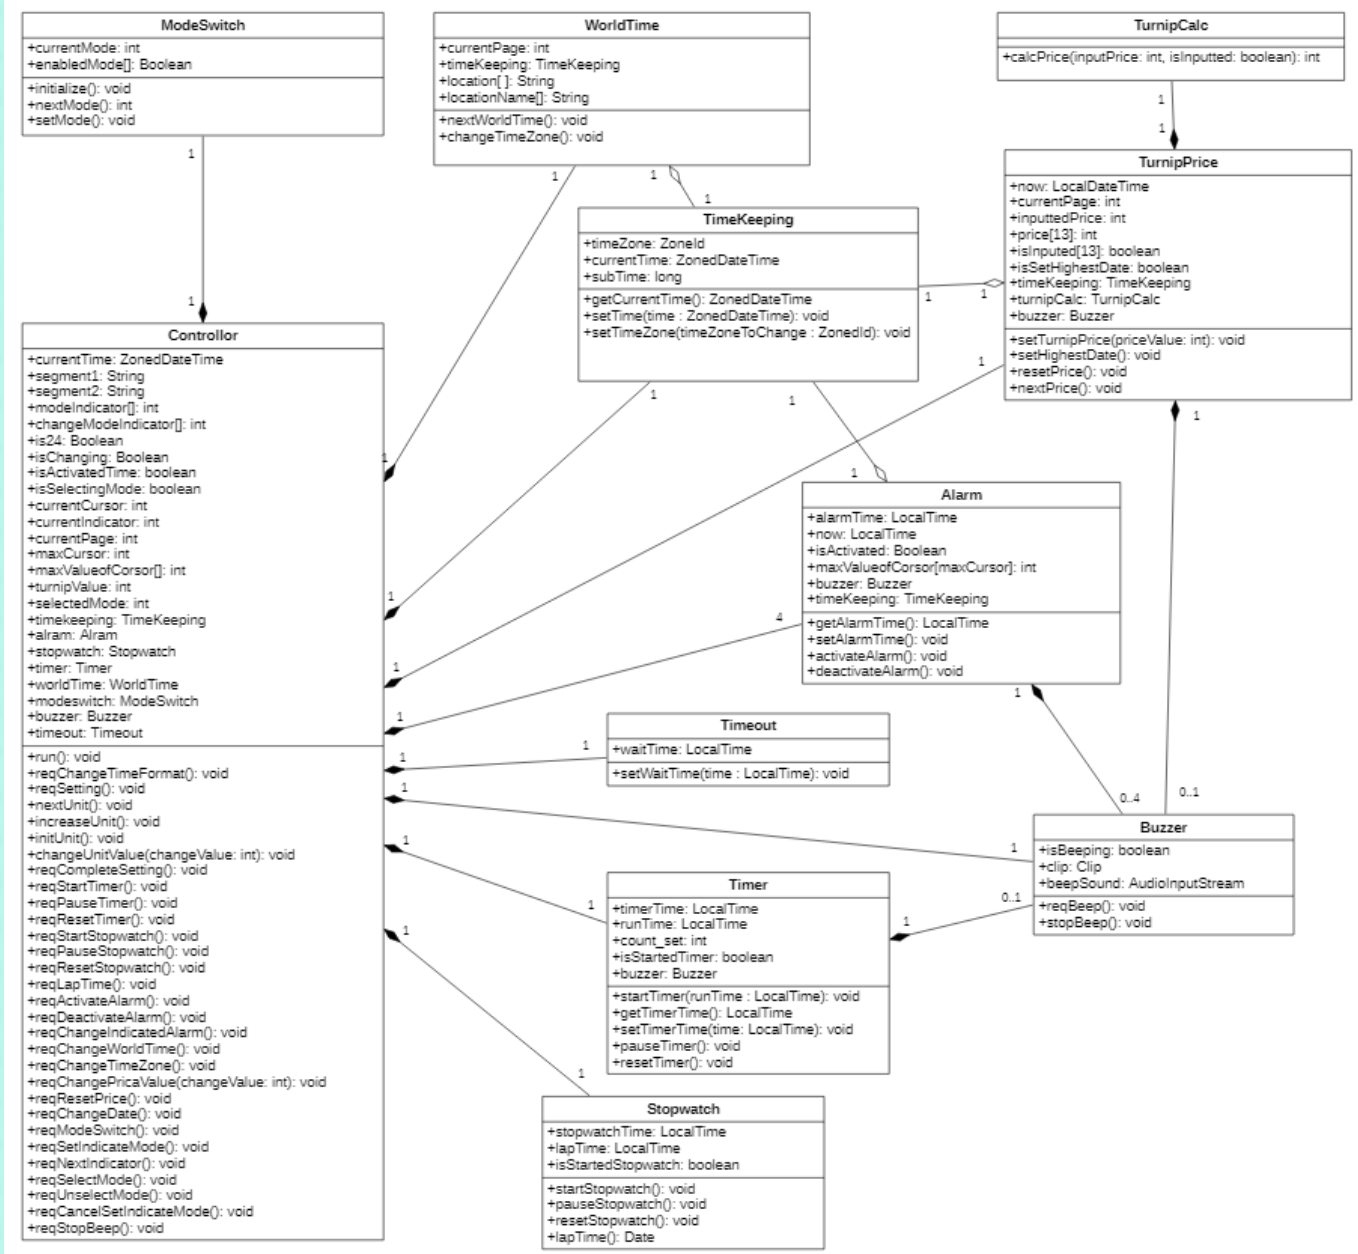 ModeSwitch
+currentMode: int
+enabledMode[]: Boolean
+initialize(): void
+nextMode(): int
+setMode(): void
1
1
WorldTime
+currentPage: int
+timeKeeping: TimeKeeping
+location[ ]: String
+locationName[]: String
+nextWorldTime(): void
+changeTimeZone(): void
1
1
1
1
TurnipCalc
+calcPrice(inputPrice: int, isInputted: boolean): int
1
1
TurnipPrice
+now: LocalDateTime
+currentPage: int
+inputtedPrice: int
+price[13]: int
+isInputed[13]: boolean
+isSetHighestDate: boolean
+timeKeeping: TimeKeeping
+turnipCalc: TurnipCalc
+buzzer: Buzzer
+setTurnipPrice(priceValue: int): void
+setHighestDate(): void
+resetPrice(): void
+nextPrice(): void
1
1
1
1
TimeKeeping
+timeZone: ZoneId
+currentTime: ZonedDateTime
+subTime: long
+getCurrentTime(): ZonedDateTime
+setTime(time : ZonedDateTime): void
+setTimeZone(timeZoneToChange : ZonedId): void
1
1
1
Controllor
+currentTime: ZonedDateTime
+segment1: String
+segment2: String
+modeIndicator[]: int
+changeModeIndicator[]: int
+is24: Boolean
+isChanging: Boolean
+isActivatedTime: boolean
+isSelectingMode: boolean
+currentCursor: int
+currentIndicator: int
+currentPage: int
+maxCursor: int
+maxValueofCorsor[]: int
+turnipValue: int
+selectedMode: int
+timekeeping: TimeKeeping
+alram: Alram
+stopwatch: Stopwatch
+timer: Timer
+worldTime: WorldTime
+modeswitch: ModeSwitch
+buzzer: Buzzer
+timeout: Timeout
+run(): void
+reqChangeTimeFormat(): void
+reqSetting(): void
+nextUnit(): void
+increaseUnit(): void
+initUnit(): void
+changeUnitValue(changeValue: int): void
+reqCompleteSetting(): void
+reqStartTimer(): void
+reqPauseTimer(): void
+reqResetTimer(): void
+reqStartStopwatch(): void
+reqPauseStopwatch(): void
+reqResetStopwatch(): void
+reqLapTime(): void
+reqActivateAlarm(): void
+reqDeactivateAlarm(): void
+reqChangeIndicatedAlarm(): void
+reqChangeWorldTime(): void
+reqChangeTimeZone(): void
+reqChangePricaValue(changeValue: int): void
+reqResetPrice(): void
+reqChangeDate(): void
+reqModeSwitch(): void
+reqSetIndicateMode(): void
+reqNextIndicator(): void
+reqSelectMode(): void
+reqUnselectMode(): void
+reqCancelSetIndicateMode(): void
+reqStopBeep(): void
1
1
1
4
Alarm
+alarmTime: LocalTime
+now: LocalTime
+isActivated: Boolean
+maxValueofCorsor[maxCursor]: int
+buzzer: Buzzer
+timeKeeping: TimeKeeping
+getAlarmTime(): LocalTime
+setAlarmTime(): void
+activateAlarm(): void
+deactivateAlarm(): void
1
0..4
0..1
1
1
Timeout
+waitTime: LocalTime
+setWaitTime(time : LocalTime): void
1
1
Buzzer
+isBeeping: boolean
+clip: Clip
+beepSound: AudioInputStream
+reqBeep(): void
+stopBeep(): void
1
1
Timer
+timerTime: LocalTime
+runTime: LocalTime
+count_set: int
+isStartedTimer: boolean
+buzzer: Buzzer
+startTimer(runTime : LocalTime): void
+getTimerTime(): LocalTime
+setTimerTime(time: LocalTime): void
+pauseTimer(): void
+resetTimer(): void
1
0..1
1
1
Stopwatch
+stopwatchTime: LocalTime
+lapTime: LocalTime
+isStartedStopwatch: boolean
+startStopwatch(): void
+pauseStopwatch(): void
+resetStopwatch(): void
+lapTime(): Date